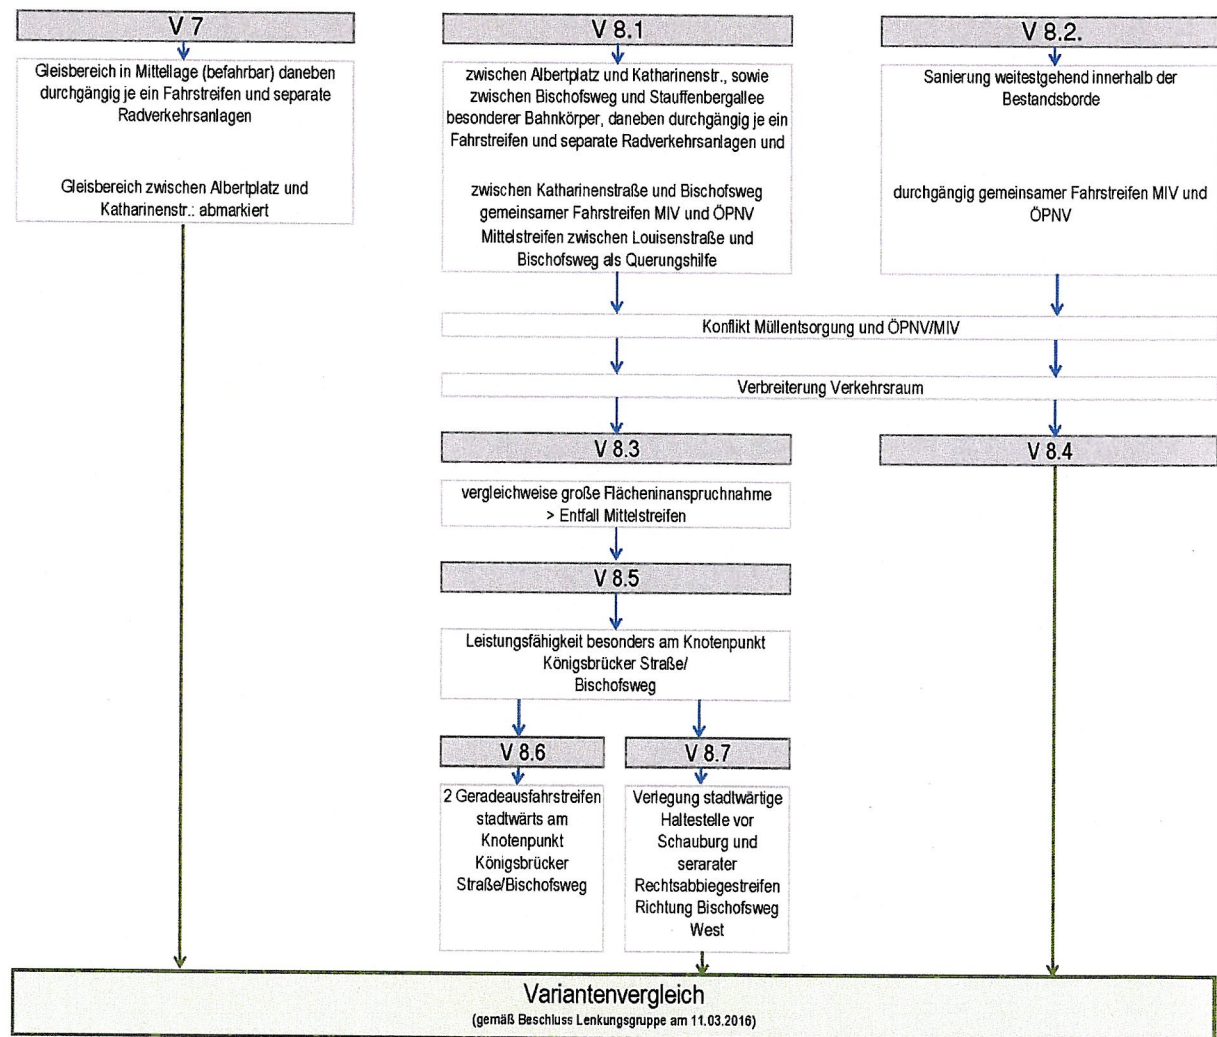 V 7
Gleisbereich in Mittellage (befahrbar) daneben
durchgängig je ein Fahrstreifen und separate
Radverkehrsanlagen
Gleisbereich zwischen Albertplatz und
Katharinenstr.: abmarkiert
V 8.1
zwischen Albertplatz und Katharinenstr., sowie
zwischen Bischofsweg und Stauffenbergallee
besonderer Bahnkörper, daneben durchgängig je ein
Fahrstreifen und separate Radverkehrsanlagen und
zwischen Katharinenstraße und Bischofsweg
gemeinsamer Fahrstreifen MIV und ÖPNV
Mittelstreifen zwischen Louisenstraße und
Bischofsweg als Querungshilfe
V 8.2.
Sanierung weitestgehend innerhalb der
Bestandsborde
durchgängig gemeinsamer Fahrstreifen MIV und
ÖPNV
Konflikt Müllentsorgung und ÖPNV/MIV
Verbreiterung Verkehrsraum
V 8.3
vergleichweise große Flächeninanspruchnahme
> Entfall Mittelstreifen
V 8.4
V 8.5
Leistungsfähigkeit besonders am Knotenpunkt
Königsbrücker Straße/
Bischofsweg
V 8.6
2 Geradeausfahrstreifen
stadtwärts am
Knotenpunkt
Königsbrücker
Straße/Bischofsweg
V 8.7
Verlegung stadtwärtige
Haltestelle vor
Schauburg und
serarater
Rechtsabbiegestreifen
Richtung Bischofsweg
West
Variantenvergleich
(gemäß Beschluss Lenkungsgruppe am 11.03.2016)